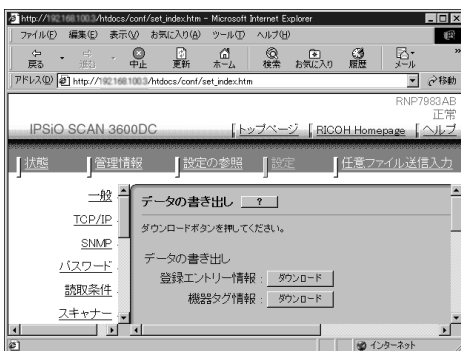 http://192.168.100.3/htdocs/conf/set_index.htm - Microsoft Internet Explorer
ファイル(F) 編集(E) 表示(V) お気に入り(A) ツール(T) ヘルプ(H)
戻る 進む 中止 更新 ホーム 検索 お気に入り 履歴 メール
アドレス(D) http://192.168.100.3/htdocs/conf/set_index.htm 移動
RNP7983AB
正常
IPSiO SCAN 3600DC トップページ RICOH Homepage ヘルプ
状態 管理情報 設定の参照 設定 任意ファイル送信入力
一般
TCP/IP
SNMP
パスワード
読取条件
スキャナー
データの書き出し ?
ダウンロードボタンを押してください。
データの書き出し
登録エントリー情報 : ダウンロード
機器タグ情報 : ダウンロード
インターネット